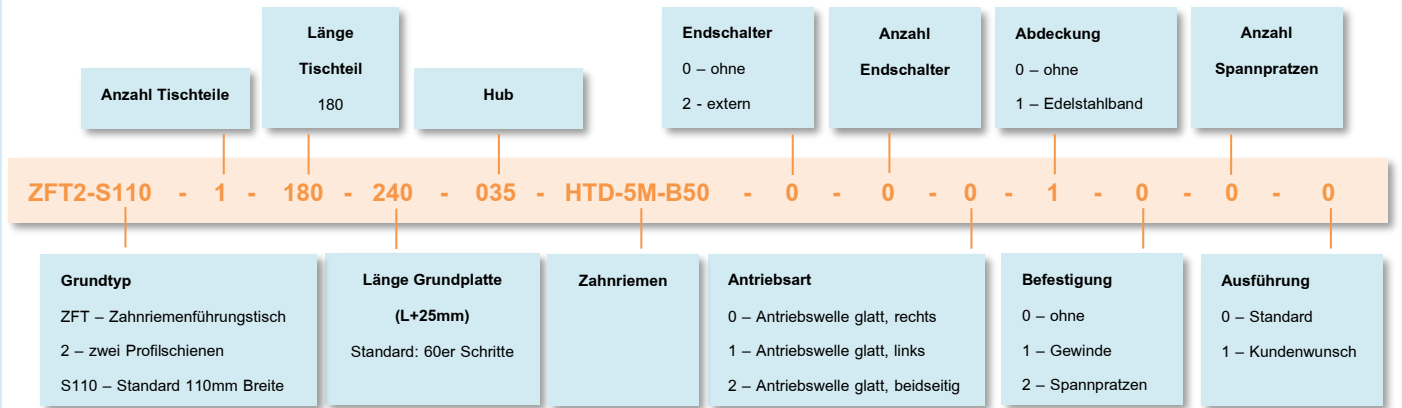 Anzahl Tischteile
Länge
Tischteil
180
Hub
Endschalter
0 – ohne
2 - extern
Anzahl
Endschalter
Abdeckung
0 – ohne
1 – Edelstahlband
Anzahl
Spannpratzen
ZFT2-S110 - 1 - 180 - 240 - 035 - HTD-5M-B50 - 0 - 0 - 0 - 1 - 0 - 0 - 0
Grundtyp
ZFT – Zahnriemenführungstisch
2 – zwei Profilschienen
S110 – Standard 110mm Breite
Länge Grundplatte
(L+25mm)
Standard: 60er Schritte
Zahnriemen
Antriebsart
0 – Antriebswelle glatt, rechts
1 – Antriebswelle glatt, links
2 – Antriebswelle glatt, beidseitig
Befestigung
0 – ohne
1 – Gewinde
2 – Spannpratzen
Ausführung
0 – Standard
1 – Kundenwunsch